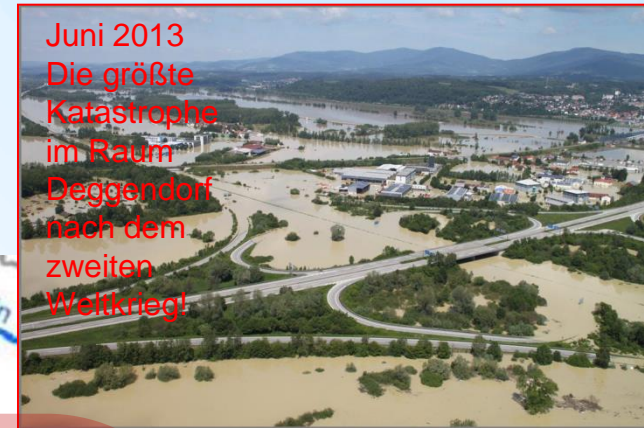 Juni 2013
Die größte
Katastrophe
im Raum
Deggendorf
nach dem
zweiten
Weltkrieg!